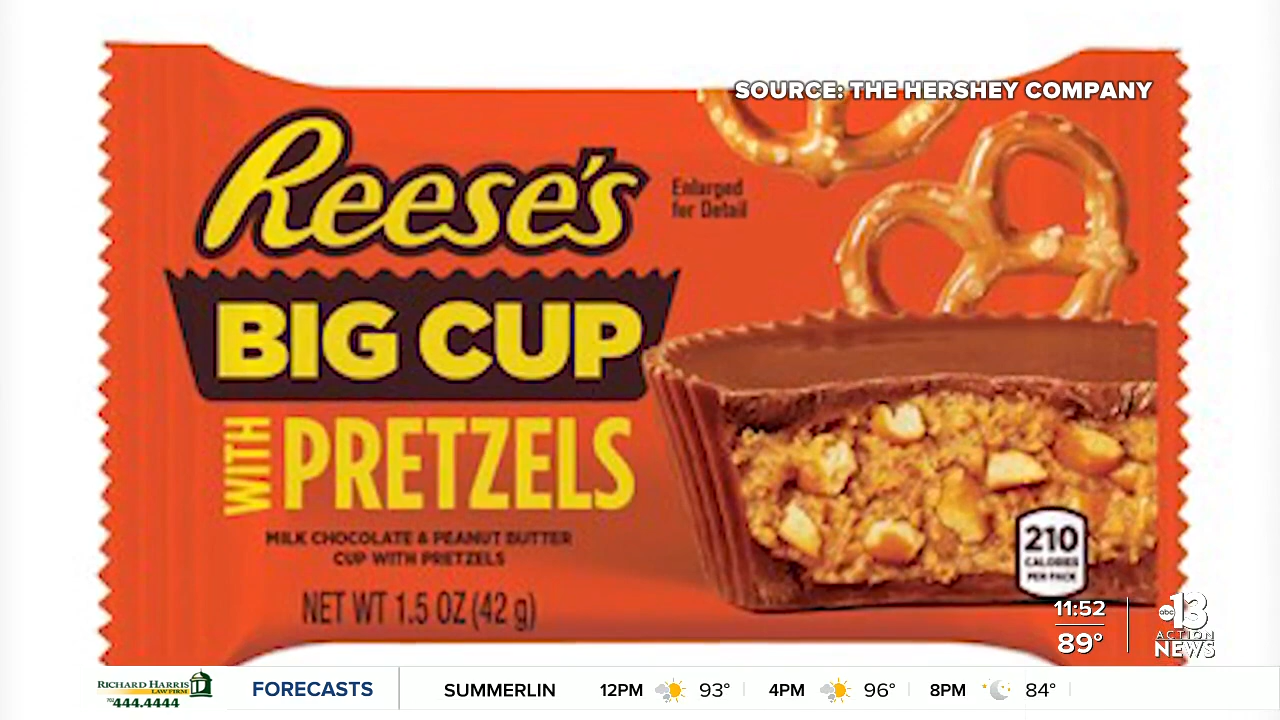 SOURCE: THE HERSHEY COMPANY
Reese's
Enlarged
for Detail
BIG CUP
WITH PRETZELS
MILK CHOCOLATE & PEANUT BUTTER
CUP WITH PRETZELS
NET WT 1.5 OZ (42 g)
210
CALORIES
PER PACK
11:52
89°
abc 13
ACTION
NEWS
RICHARD HARRIS
LAW FIRM
702 444.4444
FORECASTS
SUMMERLIN 12PM 93° 4PM 96° 8PM 84°